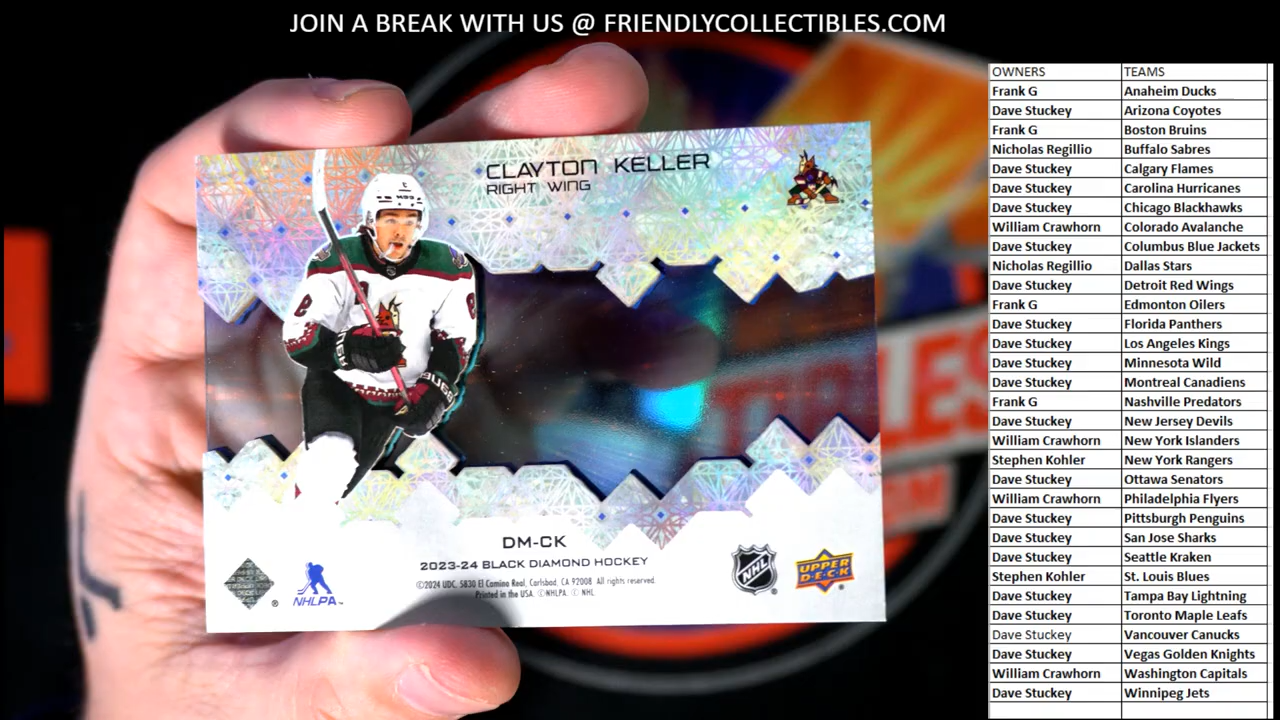 JOIN A BREAK WITH US @ FRIENDLYCOLLECTIBLES.COM
CLAYTON KELLER
RIGHT WING
DM-CK
2023-24 BLACK DIAMOND HOCKEY
©2024 UDC. 5830 El Camino Real, Carlsbad, CA 92008 All rights reserved.
Printed in the USA. ©NHLPA. © NHL
NHLPA
NHL
UPPER DECK
OWNERS TEAMS
Frank G Anaheim Ducks
Dave Stuckey Arizona Coyotes
Frank G Boston Bruins
Nicholas Regillio Buffalo Sabres
Dave Stuckey Calgary Flames
Dave Stuckey Carolina Hurricanes
Dave Stuckey Chicago Blackhawks
William Crawhorn Colorado Avalanche
Dave Stuckey Columbus Blue Jackets
Nicholas Regillio Dallas Stars
Dave Stuckey Detroit Red Wings
Frank G Edmonton Oilers
Dave Stuckey Florida Panthers
Dave Stuckey Los Angeles Kings
Dave Stuckey Minnesota Wild
Dave Stuckey Montreal Canadiens
Frank G Nashville Predators
Dave Stuckey New Jersey Devils
William Crawhorn New York Islanders
Stephen Kohler New York Rangers
Dave Stuckey Ottawa Senators
William Crawhorn Philadelphia Flyers
Dave Stuckey Pittsburgh Penguins
Dave Stuckey San Jose Sharks
Dave Stuckey Seattle Kraken
Stephen Kohler St. Louis Blues
Dave Stuckey Tampa Bay Lightning
Dave Stuckey Toronto Maple Leafs
Dave Stuckey Vancouver Canucks
Dave Stuckey Vegas Golden Knights
William Crawhorn Washington Capitals
Dave Stuckey Winnipeg Jets